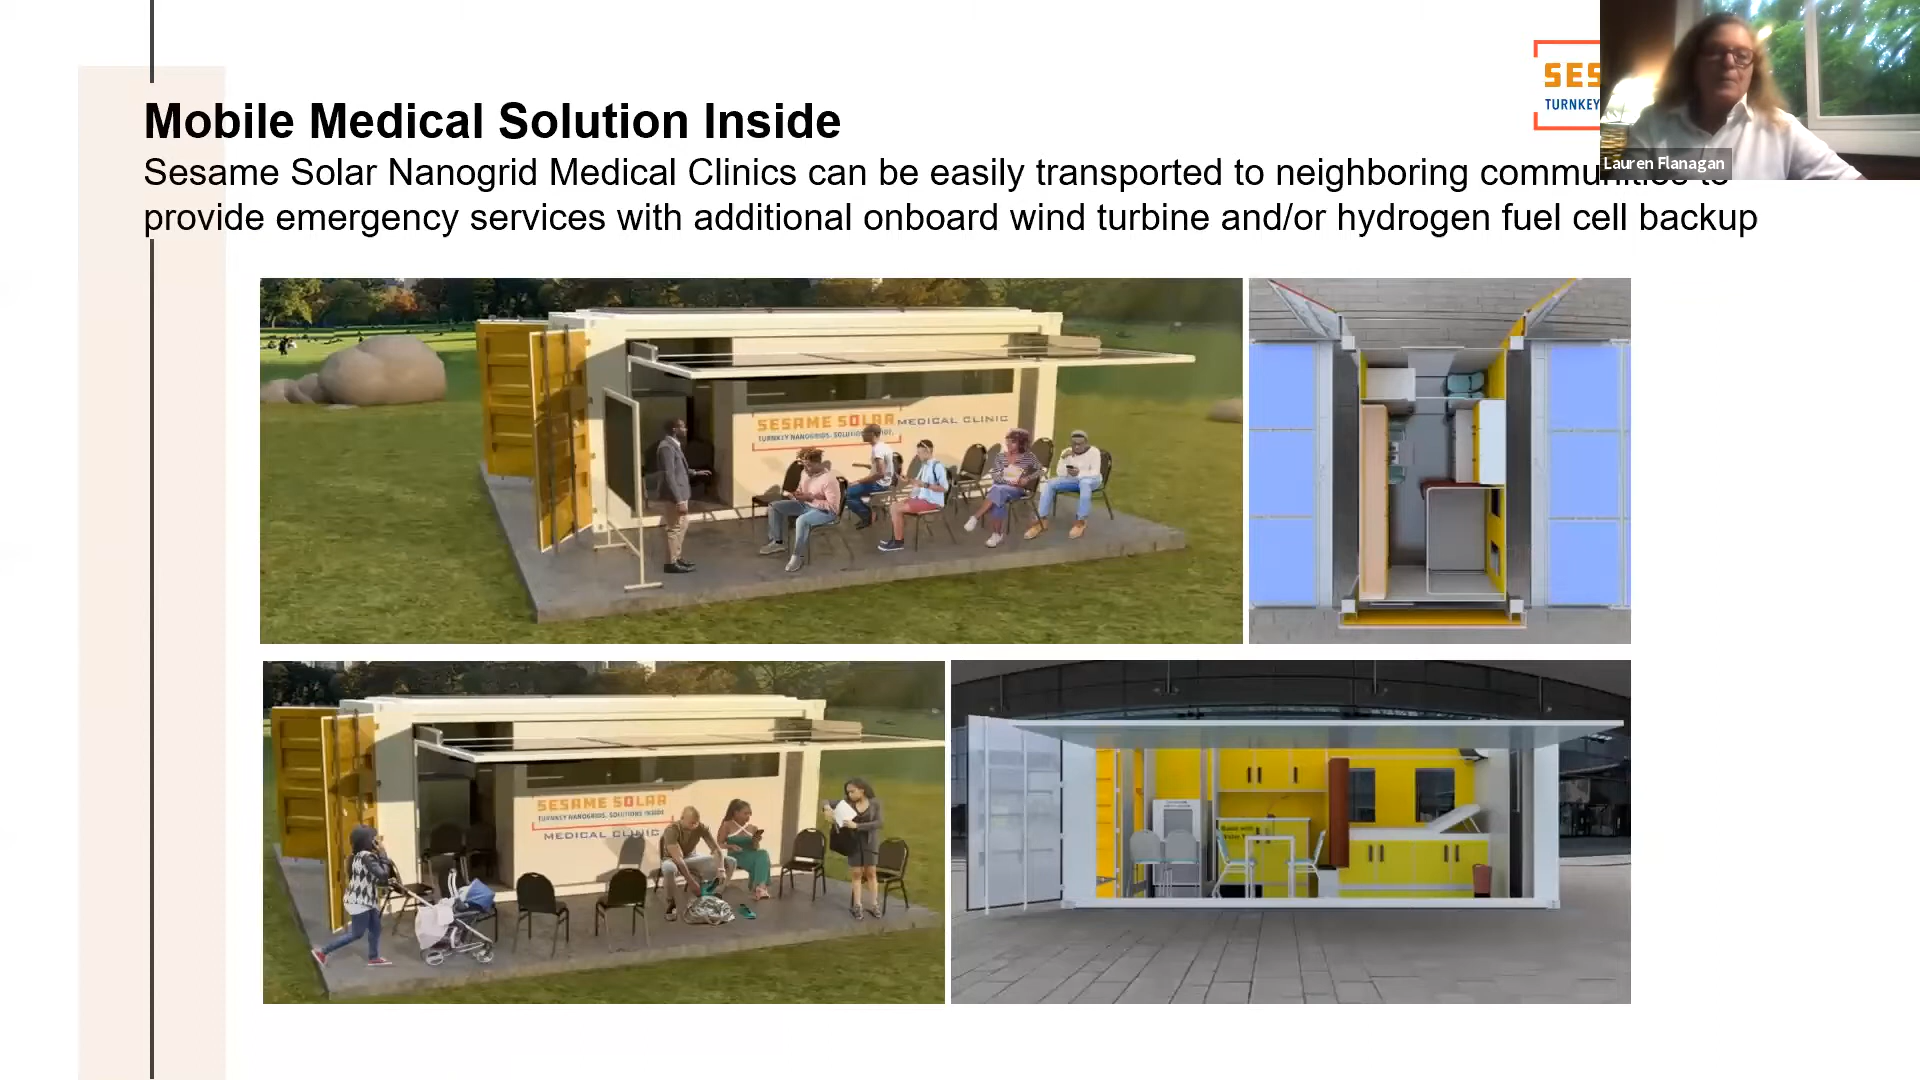 Mobile Medical Solution Inside
SES
TURNKEY
Lauren Flanagan
Sesame Solar Nanogrid Medical Clinics can be easily transported to neighboring communities to
provide emergency services with additional onboard wind turbine and/or hydrogen fuel cell backup
SESAME SOLAR MEDICAL CLINIC
TURNKEY NANOGRIDS. SOLUTIONS INSIDE.
SESAME SOLAR
TURNKEY NANOGRIDS. SOLUTIONS INSIDE
MEDICAL CLINIC